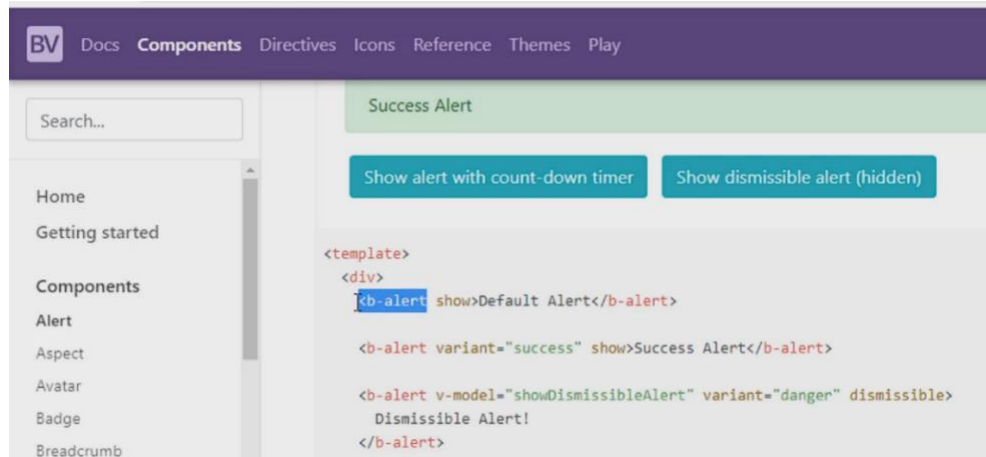 BV Docs Components Directives Icons Reference Themes Play
Search...
Home
Getting started
Components
Alert
Aspect
Avatar
Badge
Breadcrumb
Success Alert
Show alert with count-down timer Show dismissible alert (hidden)
<template>
<div>
<b-alert show>Default Alert</b-alert>
<b-alert variant="success" show>Success Alert</b-alert>
<b-alert v-model="showDismissibleAlert" variant="danger" dismissible>
Dismissible Alert!
</b-alert>